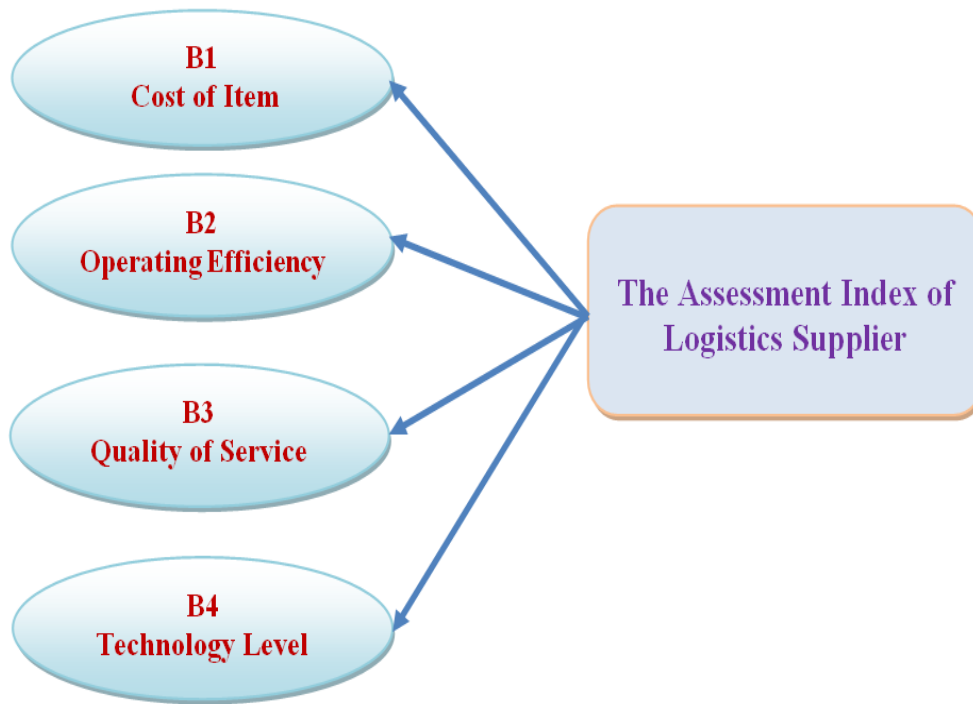 B1
Cost of Item
B2
Operating Efficiency
B3
Quality of Service
B4
Technology Level
The Assessment Index of
Logistics Supplier